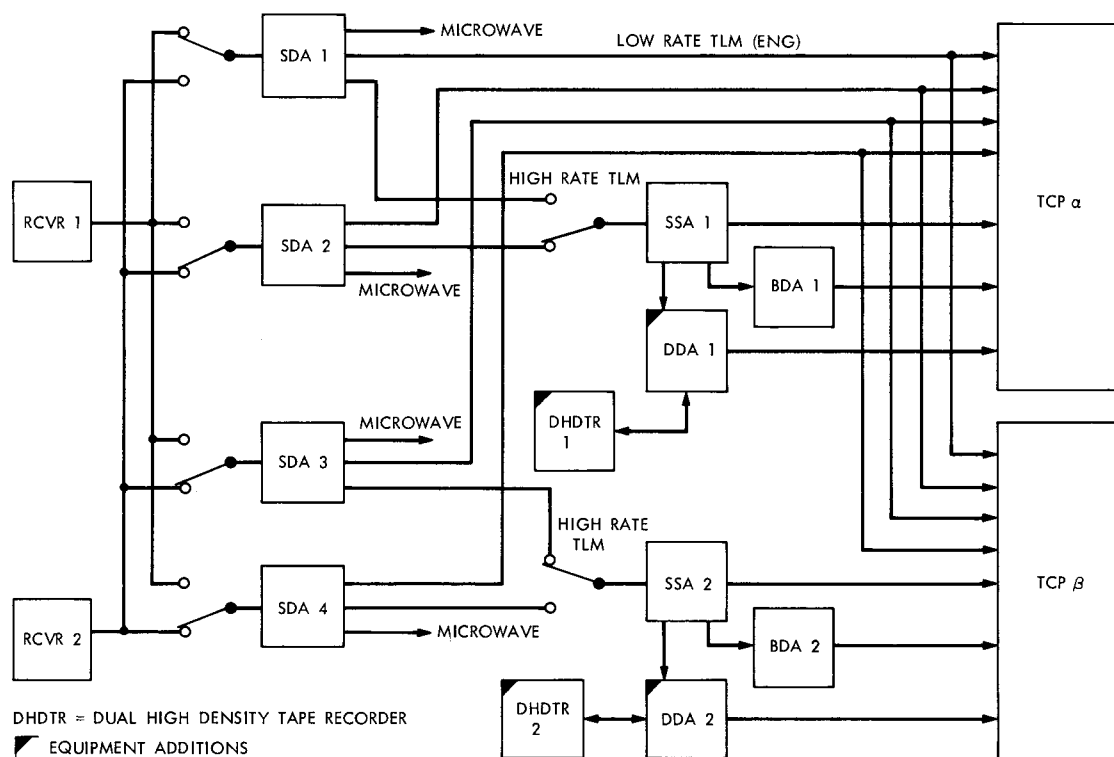 MICROWAVE
SDA 1
LOW RATE TLM (ENG)
HIGH RATE TLM
TCP α
RCVR 1
SDA 2
SSA 1
MICROWAVE
BDA 1
DDA 1
MICROWAVE
DHDTR
1
SDA 3
HIGH RATE
TLM
SSA 2
TCP β
SDA 4
RCVR 2
MICROWAVE
BDA 2
DHDTR
2
DDA 2
DHDTR = DUAL HIGH DENSITY TAPE RECORDER
EQUIPMENT ADDITIONS